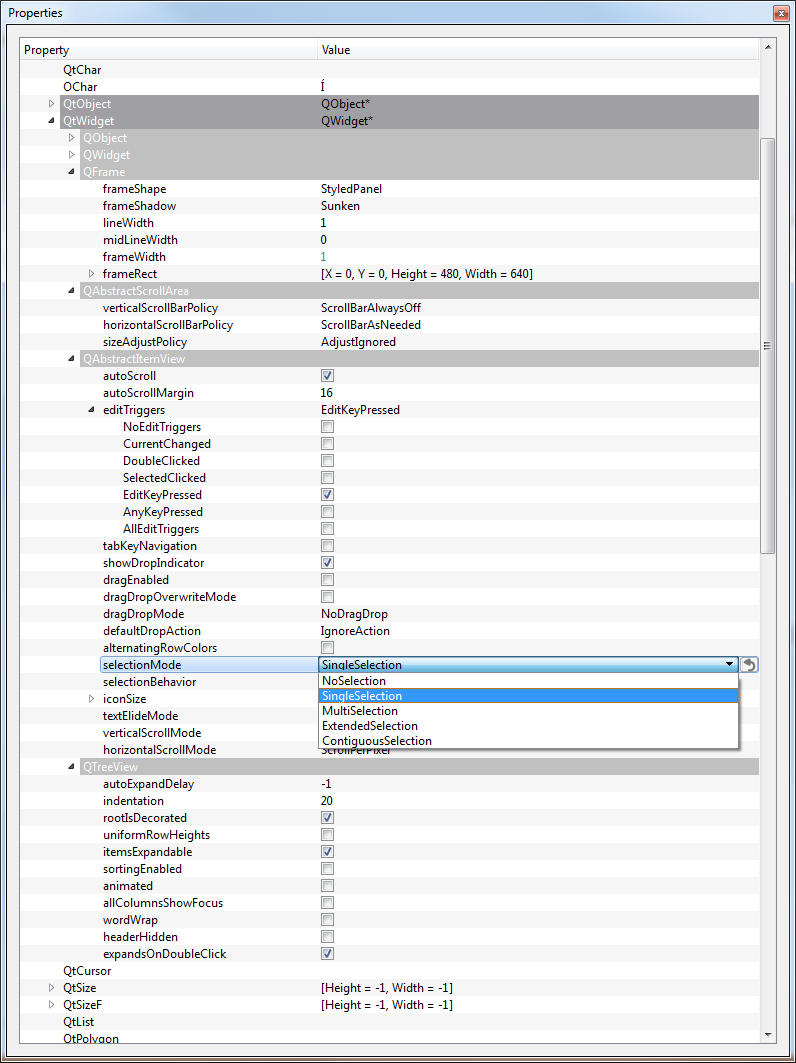 Properties
Property Value
QtChar
OChar Í
QtObject QObject*
QtWidget QWidget*
QObject
QWidget
QFrame
frameShape StyledPanel
frameShadow Sunken
lineWidth 1
midLineWidth 0
frameWidth 1
frameRect [X = 0, Y = 0, Height = 480, Width = 640]
QAbstractScrollArea
verticalScrollBarPolicy ScrollBarAlwaysOff
horizontalScrollBarPolicy ScrollBarAsNeeded
sizeAdjustPolicy AdjustIgnored
QAbstractItemView
autoScroll
autoScrollMargin 16
editTriggers EditKeyPressed
NoEditTriggers
CurrentChanged
DoubleClicked
SelectedClicked
EditKeyPressed
AnyKeyPressed
AllEditTriggers
tabKeyNavigation
showDropIndicator
dragEnabled
dragDropOverwriteMode
dragDropMode NoDragDrop
defaultDropAction IgnoreAction
alternatingRowColors
selectionMode SingleSelection
selectionBehavior NoSelection
iconSize SingleSelection
textElideMode MultiSelection
verticalScrollMode ExtendedSelection
ContiguousSelection
horizontalScrollMode ScrollPerPixel
QTreeView
autoExpandDelay -1
indentation 20
rootIsDecorated
uniformRowHeights
itemsExpandable
sortingEnabled
animated
allColumnsShowFocus
wordWrap
headerHidden
expandsOnDoubleClick
QtCursor
QtSize [Height = -1, Width = -1]
QtSizeF [Height = -1, Width = -1]
QtList
QtPolygon